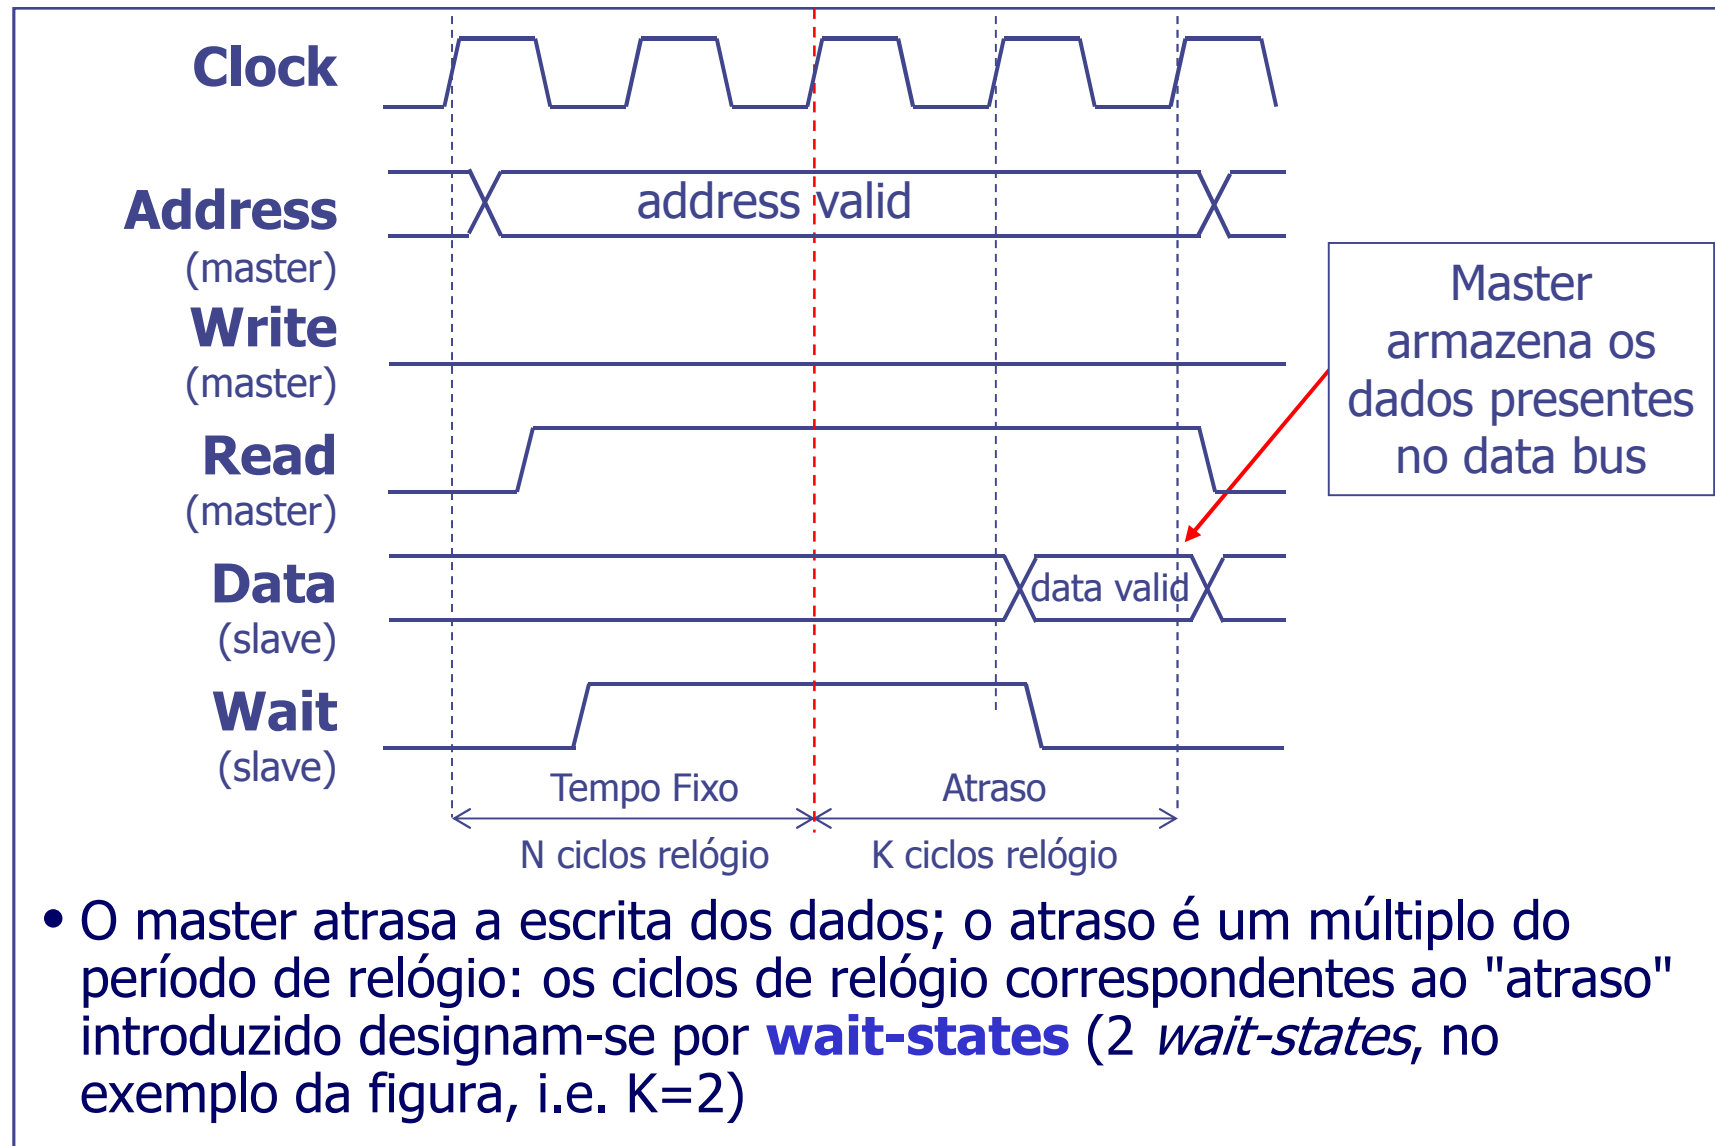 Clock
Address
(master)
address valid
Write
(master)
Read
(master)
Data
(slave)
data valid
Wait
(slave)
Master
armazena os
dados presentes
no data bus
Tempo Fixo
Atraso
N ciclos relógio
K ciclos relógio
• O master atrasa a escrita dos dados; o atraso é um múltiplo do
período de relógio: os ciclos de relógio correspondentes ao "atraso"
introduzido designam-se por wait-states (2 wait-states, no
exemplo da figura, i.e. K=2)